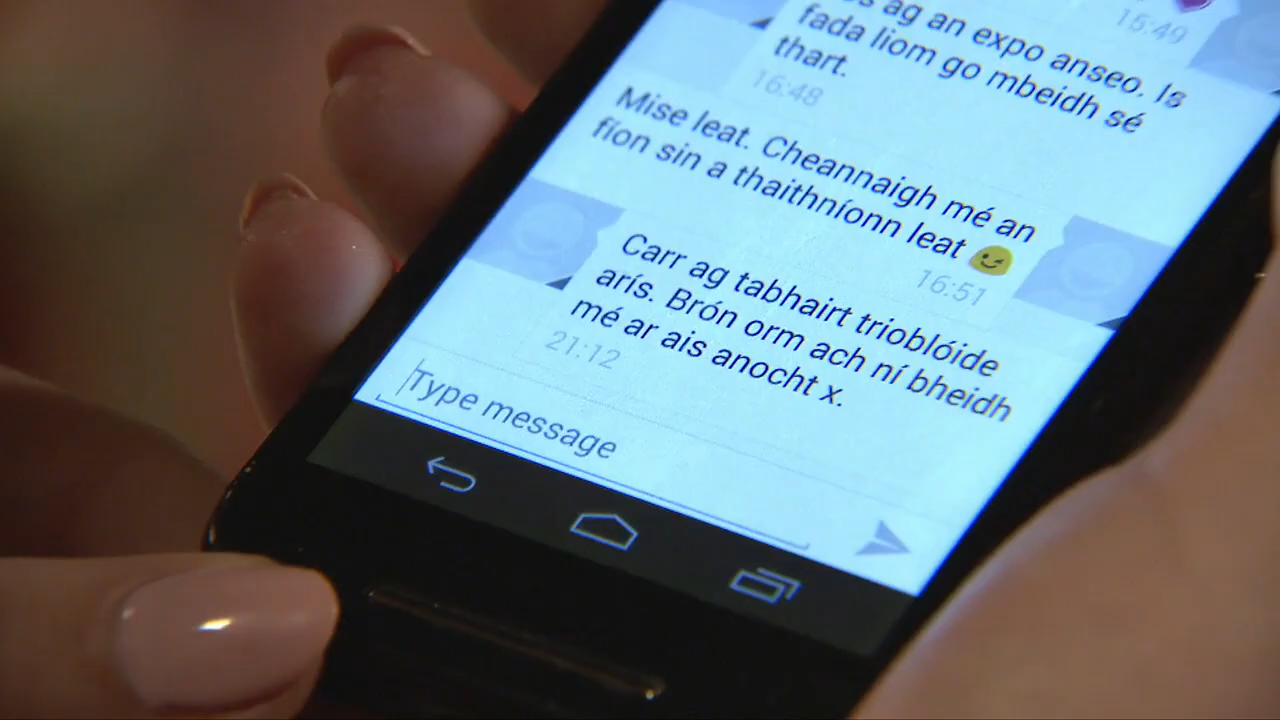 15:49
ag an expo anseo. Is
fada liom go mbeidh sé
thart.
16:48
Mise leat. Cheannaigh mé an
fíon sin a thaithníonn leat 😉
16:51
Carr ag tabhairt trioblóide
arís. Brón orm ach ní bheidh
mé ar ais anocht x.
21:12
Type message